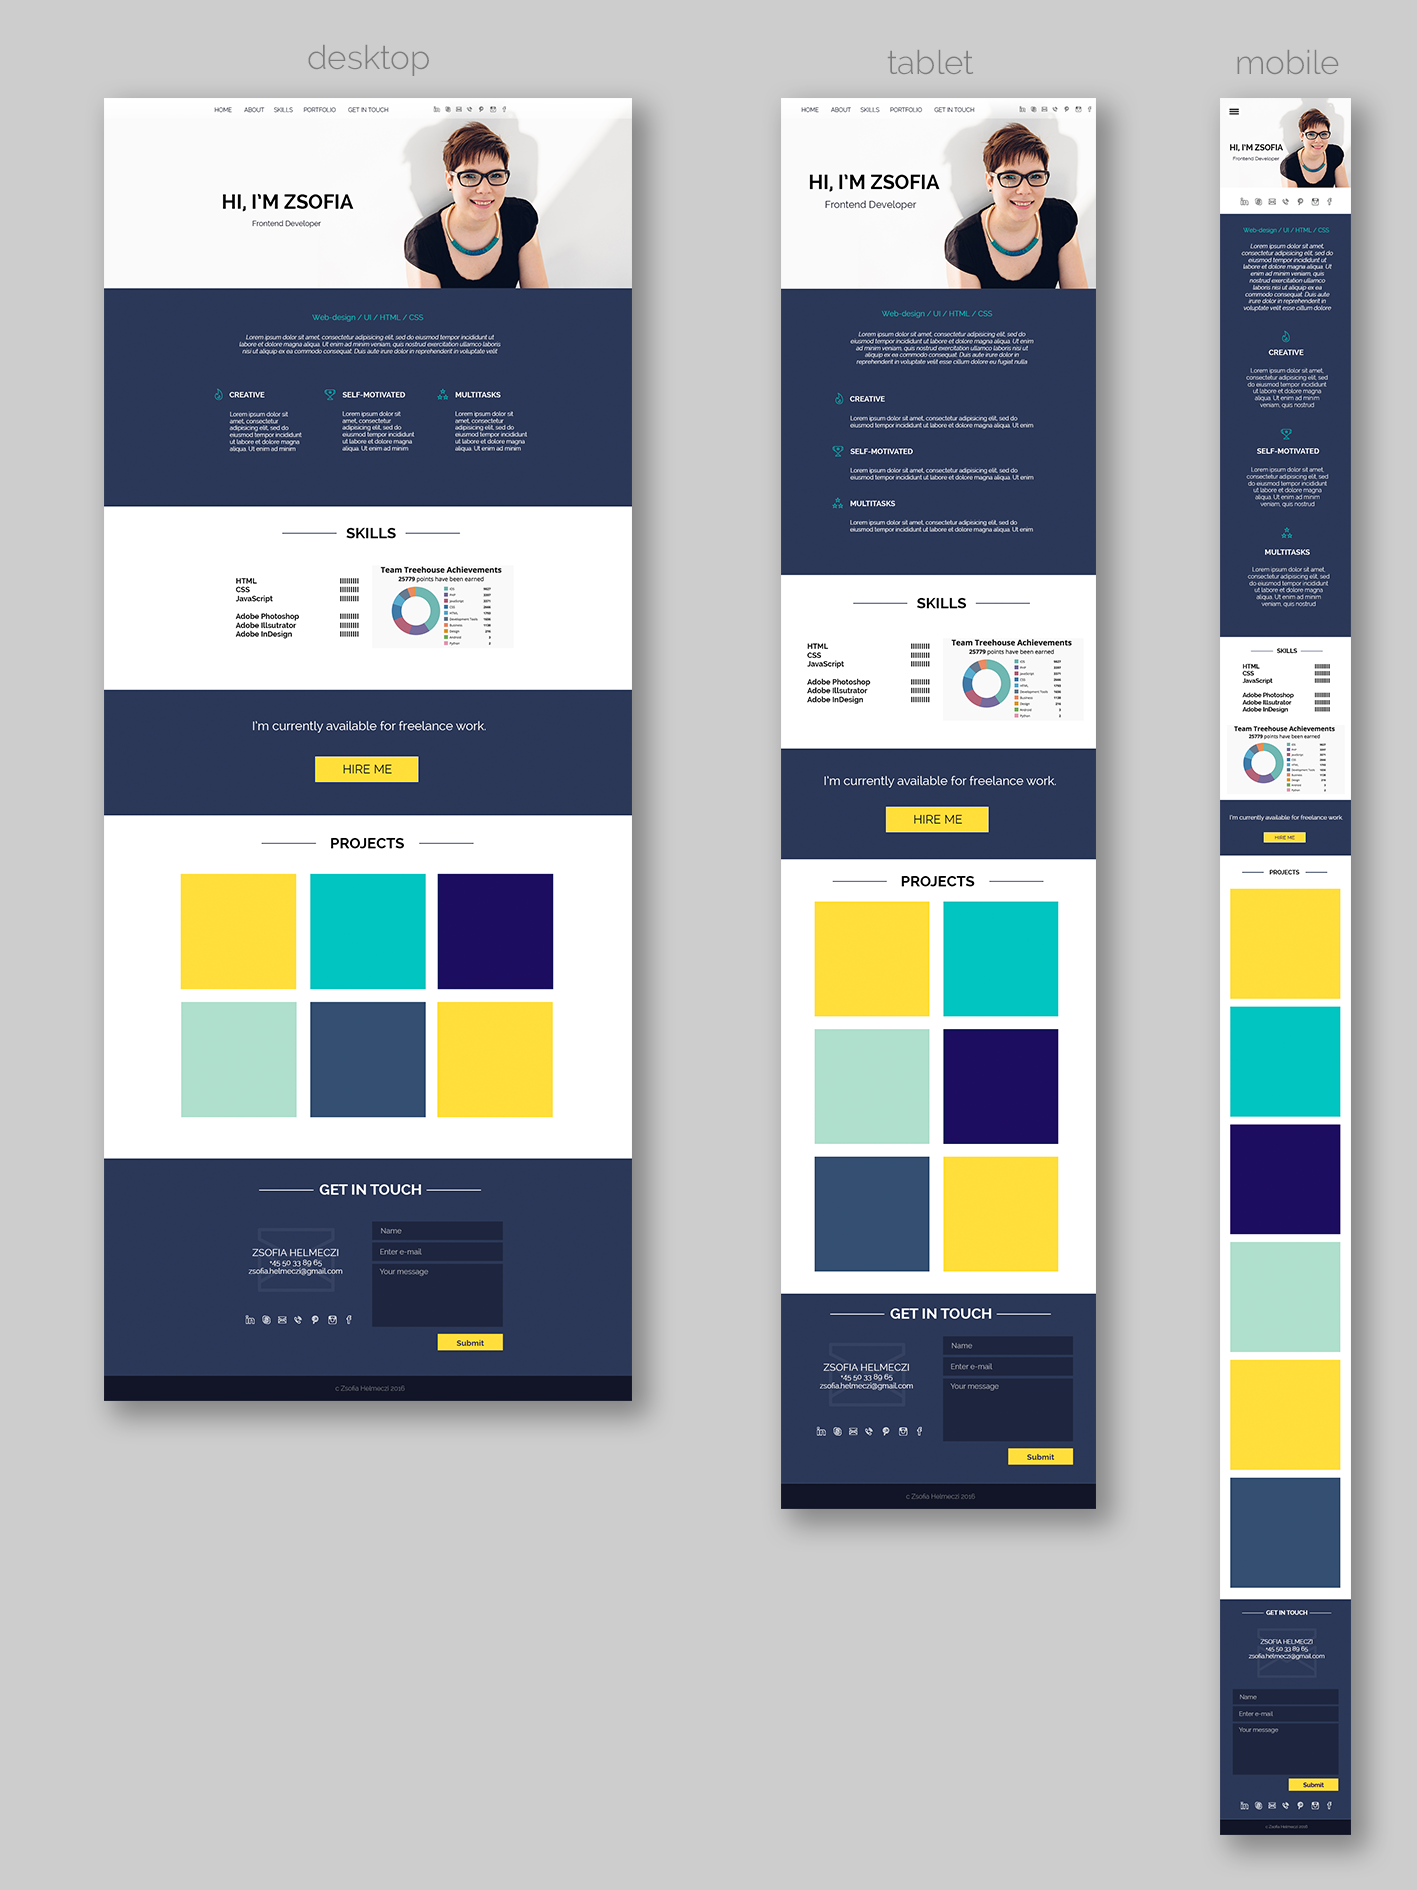 desktop
HOME ABOUT SKILLS PORTFOLIO GET IN TOUCH
HI, I'M ZSOFIA
Frontend Developer
Web-design / UI / HTML / CSS
Lorem ipsum dolor sit amet, consectetur adipisicing elit, sed do eiusmod tempor incididunt ut
labore et dolore magna aliqua. Ut enim ad minim veniam, quis nostrud exercitation ullamco laboris
nisi ut aliquip ex ea commodo consequat. Duis aute irure dolor in reprehenderit in voluptate velit
CREATIVE
Lorem ipsum dolor sit
amet, consectetur
adipisicing elit, sed do
eiusmod tempor incididunt
ut labore et dolore magna
aliqua. Ut enim ad minim
SELF-MOTIVATED
Lorem ipsum dolor sit
amet, consectetur
adipisicing elit, sed do
eiusmod tempor incididunt
ut labore et dolore magna
aliqua. Ut enim ad minim
MULTITASKS
Lorem ipsum dolor sit
amet, consectetur
adipisicing elit, sed do
eiusmod tempor incididunt
ut labore et dolore magna
aliqua. Ut enim ad minim
SKILLS
HTML
CSS
JavaScript
Adobe Photoshop
Adobe Illsutrator
Adobe InDesign
Team Treehouse Achievements
25779 points have been earned
iOS
PHP
JavaScript
CSS
HTML
Development Tools
Business
Design
Android
Python
I'm currently available for freelance work.
HIRE ME
PROJECTS
GET IN TOUCH
ZSOFIA HELMECZI
+45 50 33 89 65
zsofia.helmeczi@gmail.com
Name
Enter e-mail
Your message
Submit
c Zsofia Helmeczi 2016
tablet
HOME ABOUT SKILLS PORTFOLIO GET IN TOUCH
HI, I'M ZSOFIA
Frontend Developer
Web-design / UI / HTML / CSS
Lorem ipsum dolor sit amet, consectetur adipisicing elit, sed do
eiusmod tempor incididunt ut labore et dolore magna aliqua. Ut enim
ad minim veniam, quis nostrud exercitation ullamco laboris nisi ut
aliquip ex ea commodo consequat. Duis aute irure dolor in
reprehenderit in voluptate velit esse cillum dolore eu fugiat nulla
CREATIVE
Lorem ipsum dolor sit amet, consectetur adipisicing elit, sed do
eiusmod tempor incididunt ut labore et dolore magna aliqua. Ut enim
SELF-MOTIVATED
Lorem ipsum dolor sit amet, consectetur adipisicing elit, sed do
eiusmod tempor incididunt ut labore et dolore magna aliqua. Ut enim
MULTITASKS
Lorem ipsum dolor sit amet, consectetur adipisicing elit, sed do
eiusmod tempor incididunt ut labore et dolore magna aliqua. Ut enim
SKILLS
HTML
CSS
JavaScript
Adobe Photoshop
Adobe Illsutrator
Adobe InDesign
Team Treehouse Achievements
25779 points have been earned
iOS
PHP
JavaScript
CSS
HTML
Development Tools
Business
Design
Android
Python
I'm currently available for freelance work.
HIRE ME
PROJECTS
GET IN TOUCH
ZSOFIA HELMECZI
+45 50 33 89 65
zsofia.helmeczi@gmail.com
Name
Enter e-mail
Your message
Submit
c Zsofia Helmeczi 2016
mobile
HI, I'M ZSOFIA
Frontend Developer
Web-design / UI / HTML / CSS
Lorem ipsum dolor sit amet,
consectetur adipisicing elit, sed do
eiusmod tempor incididunt ut
labore et dolore magna aliqua. Ut
enim ad minim veniam, quis
nostrud exercitation ullamco
laboris nisi ut aliquip ex ea
commodo consequat. Duis aute
irure dolor in reprehenderit in
voluptate velit esse cillum dolore
CREATIVE
Lorem ipsum dolor sit amet,
consectetur adipisicing elit, sed
do eiusmod tempor incididunt ut
labore et dolore magna
aliqua. Ut enim ad minim
veniam, quis nostrud
SELF-MOTIVATED
Lorem ipsum dolor sit amet,
consectetur adipisicing elit, sed
do eiusmod tempor incididunt
ut labore et dolore magna
aliqua. Ut enim ad minim
veniam, quis nostrud
MULTITASKS
Lorem ipsum dolor sit amet,
consectetur adipisicing elit, sed
do eiusmod tempor incididunt
ut labore et dolore magna
aliqua. Ut enim ad minim
veniam, quis nostrud
SKILLS
HTML
CSS
JavaScript
Adobe Photoshop
Adobe Illsutrator
Adobe InDesign
Team Treehouse Achievements
25779 points have been earned
I'm currently available for freelance work.
HIRE ME
PROJECTS
GET IN TOUCH
ZSOFIA HELMECZI
+45 50 33 89 65
zsofia.helmeczi@gmail.com
Name
Enter e-mail
Your message
Submit
c Zsofia Helmeczi 2016